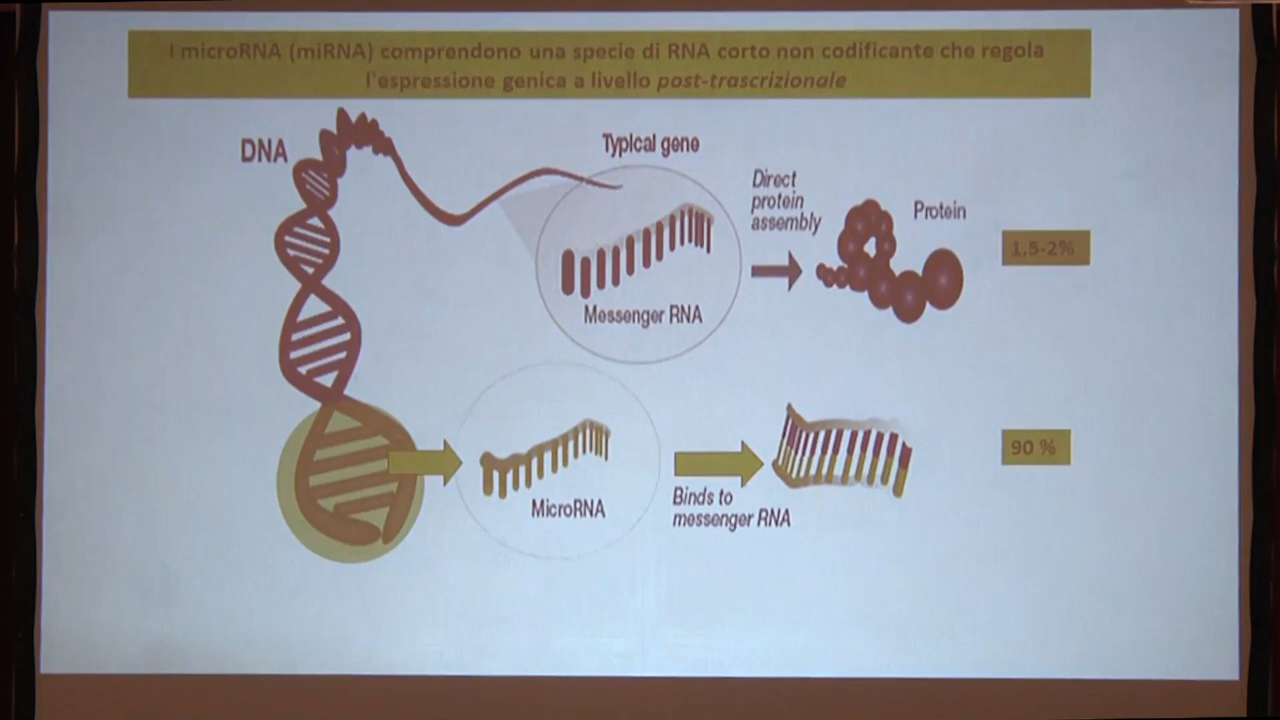 I microRNA (miRNA) comprendono una specie di RNA corto non codificante che regola
l'espressione genica a livello post-trascrizionale
DNA
Typical gene
Direct
protein
assembly
Protein
1,5-2%
Messenger RNA
MicroRNA
Binds to
messenger RNA
90 %